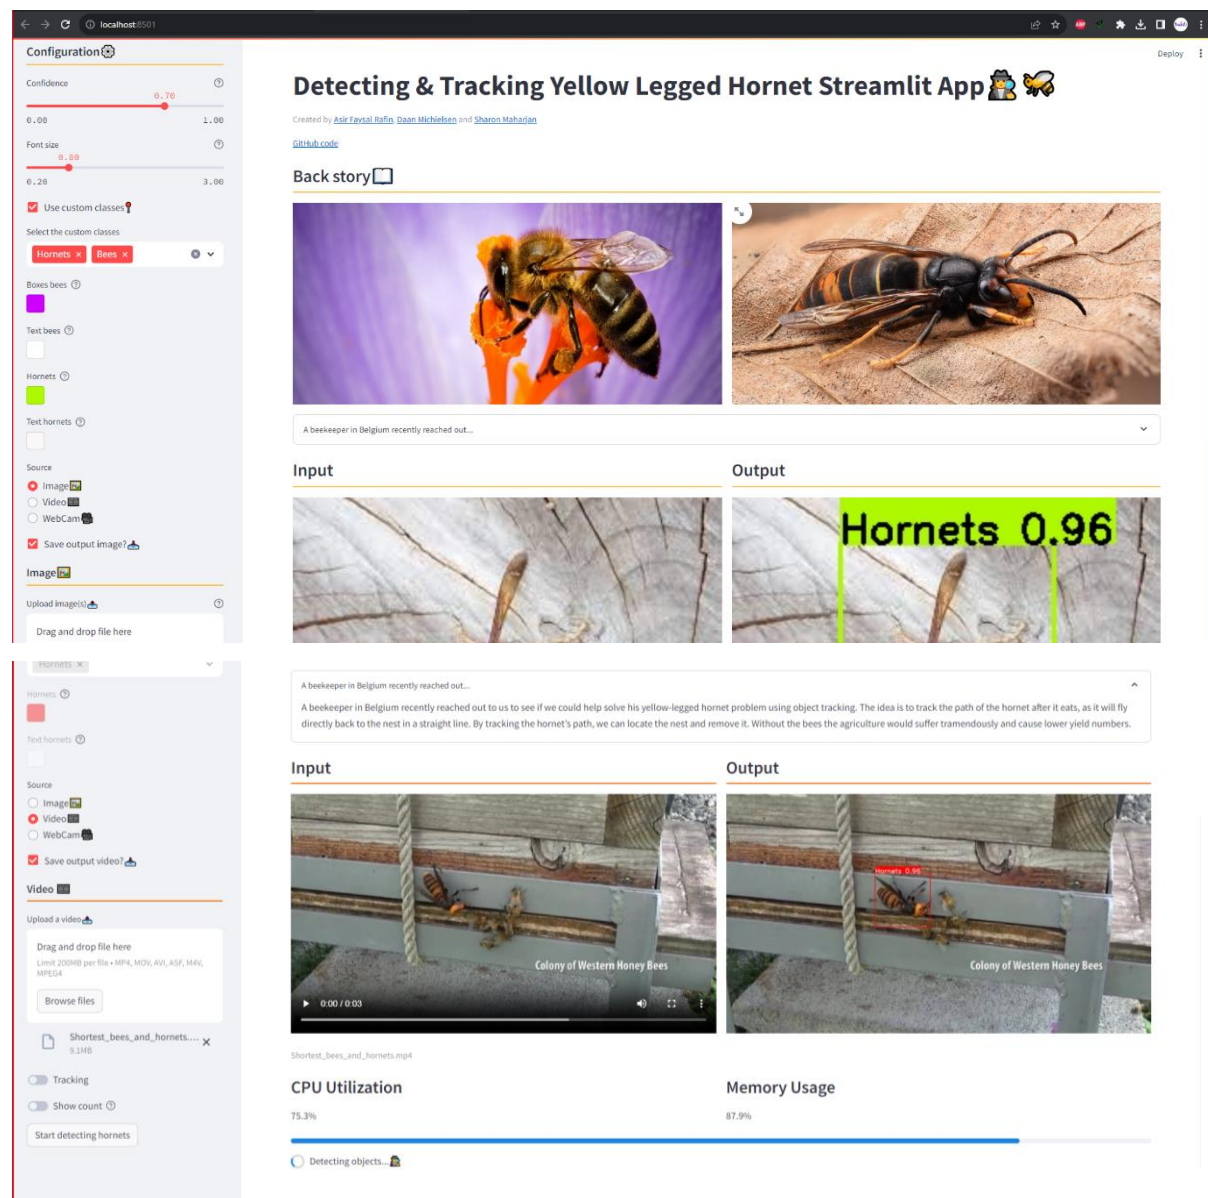 localhost:8501
Deploy
Configuration
Confidence
0.70
0.00 1.00
Font size
0.80
0.20 3.00
Use custom classes
Select the custom classes
Hornets × Bees ×
Boxes bees
Text bees
Hornets
Text hornets
Source
Image
Video
WebCam
Save output image?
Image
Upload image(s)
Drag and drop file here
Detecting & Tracking Yellow Legged Hornet Streamlit App
Created by Asir Faysal Rafin, Daan Michielsen and Sharon Maharjan
GitHub code
Back story
A beekeeper in Belgium recently reached out...
Input Output
Hornets 0.96
Hornets ×
Hornets
Text hornets
Source
Image
Video
WebCam
Save output video?
Video
Upload a video
Drag and drop file here
Limit 200MB per file • MP4, MOV, AVI, ASF, M4V,
MPEG4
Browse files
Shortest_bees_and_hornets....
9.1MB
Tracking
Show count
Start detecting hornets
A beekeeper in Belgium recently reached out...
A beekeeper in Belgium recently reached out to us to see if we could help solve his yellow-legged hornet problem using object tracking. The idea is to track the path of the hornet after it eats, as it will fly
directly back to the nest in a straight line. By tracking the hornet's path, we can locate the nest and remove it. Without the bees the agriculture would suffer tramendously and cause lower yield numbers.
Input Output
Hornets 0.96
Colony of Western Honey Bees Colony of Western Honey Bees
0:00 / 0:03
Shortest_bees_and_hornets.mp4
CPU Utilization Memory Usage
75.3% 87.9%
Detecting objects...